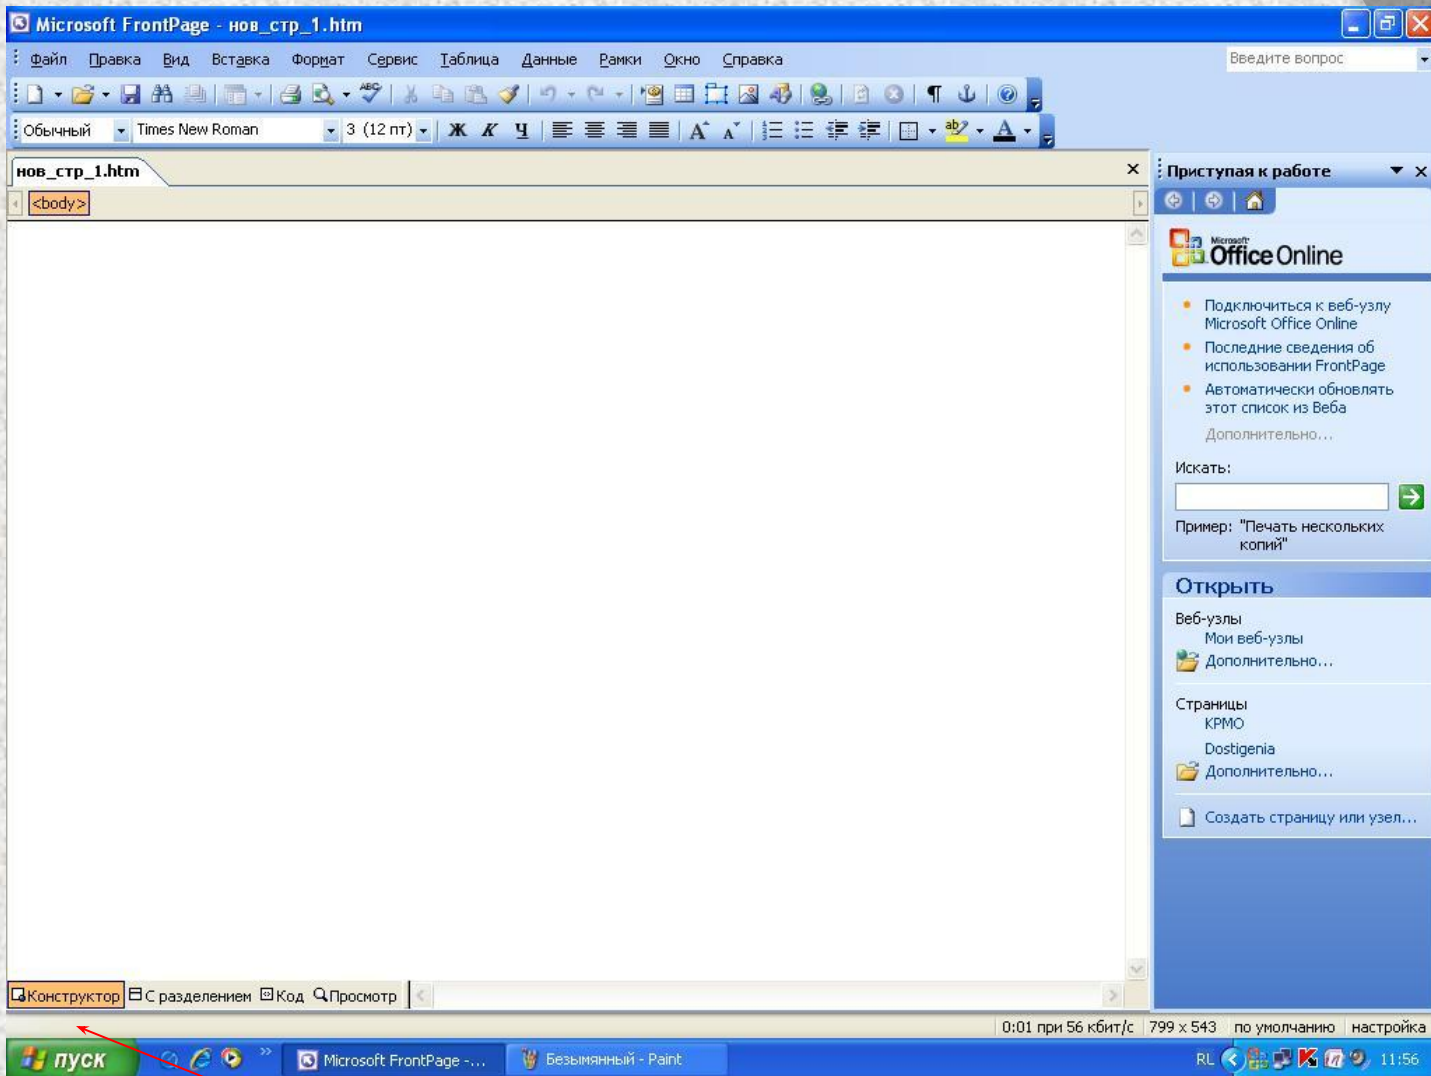 Microsoft FrontPage - нов_стр_1.htm
Файл Правка Вид Вставка Формат Сервис Таблица Данные Рамки Окно Справка Введите вопрос
ABC ab
Обычный Times New Roman 3 (12 пт) Ж К Ч A A A
нов_стр_1.htm
<body>
Приступая к работе
Microsoft
Office Online
Подключиться к веб-узлу
Microsoft Office Online
Последние сведения об
использовании FrontPage
Автоматически обновлять
этот список из Веба
Дополнительно...
Искать:
Пример: "Печать нескольких
копий"
Открыть
Веб-узлы
Мои веб-узлы
Дополнительно...
Страницы
KPMO
Dostigenia
Дополнительно...
Создать страницу или узел...
Конструктор С разделением Код Просмотр
0:01 при 56 кбит/с 799 x 543 по умолчанию настройка
пуск Microsoft FrontPage -... Безымянный - Paint RL 11:56